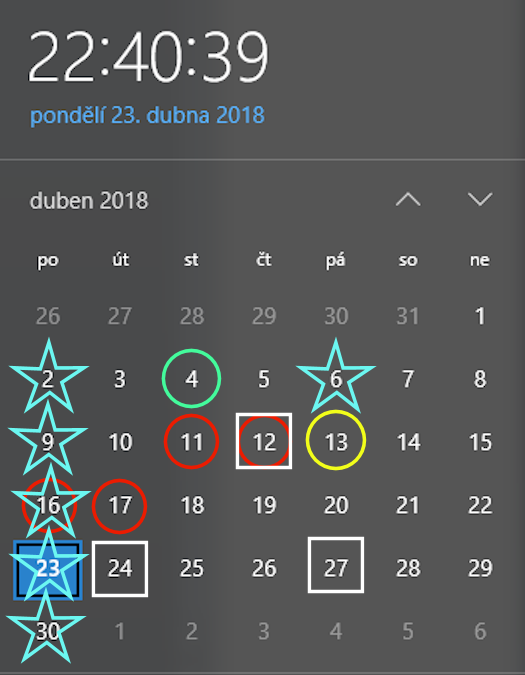 22:40:39
pondělí 23. dubna 2018
duben 2018
po út st čt pá so ne
26 27 28 29 30 31 1
2 3 4 5 6 7 8
9 10 11 12 13 14 15
16 17 18 19 20 21 22
23 24 25 26 27 28 29
30 1 2 3 4 5 6